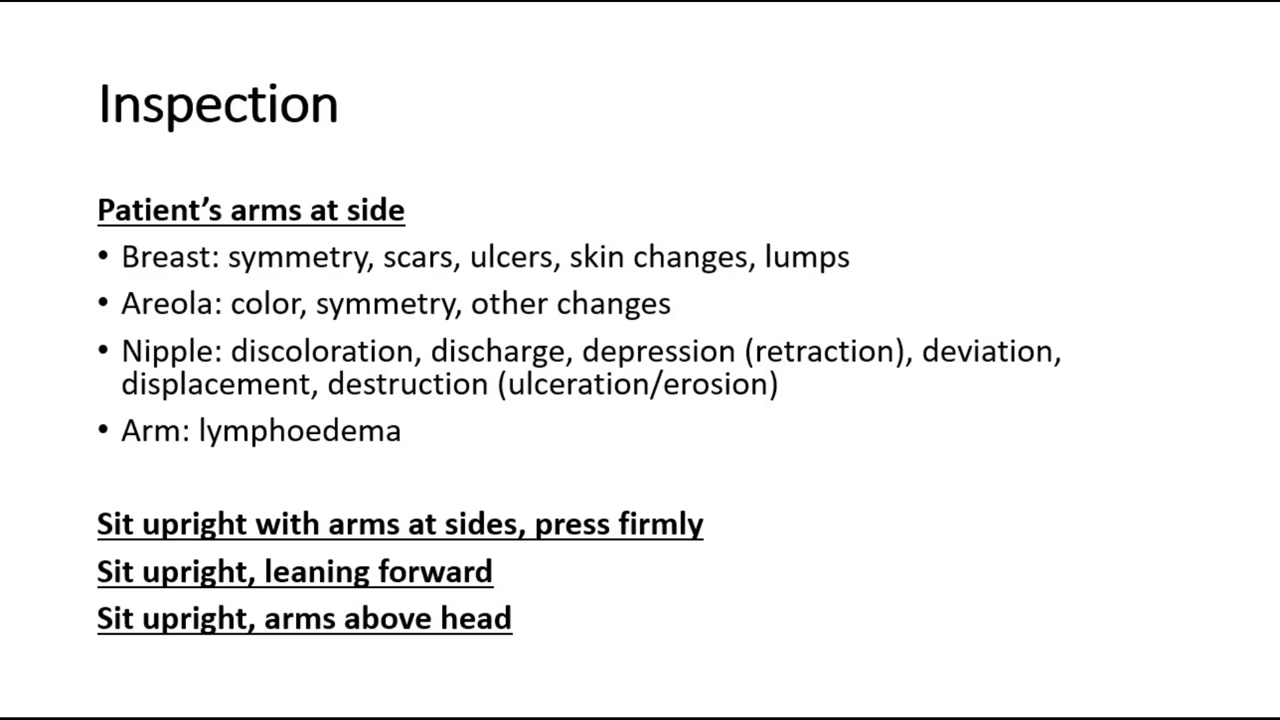 Inspection
Patient’s arms at side
• Breast: symmetry, scars, ulcers, skin changes, lumps
• Areola: color, symmetry, other changes
• Nipple: discoloration, discharge, depression (retraction), deviation,
displacement, destruction (ulceration/erosion)
• Arm: lymphoedema
Sit upright with arms at sides, press firmly
Sit upright, leaning forward
Sit upright, arms above head